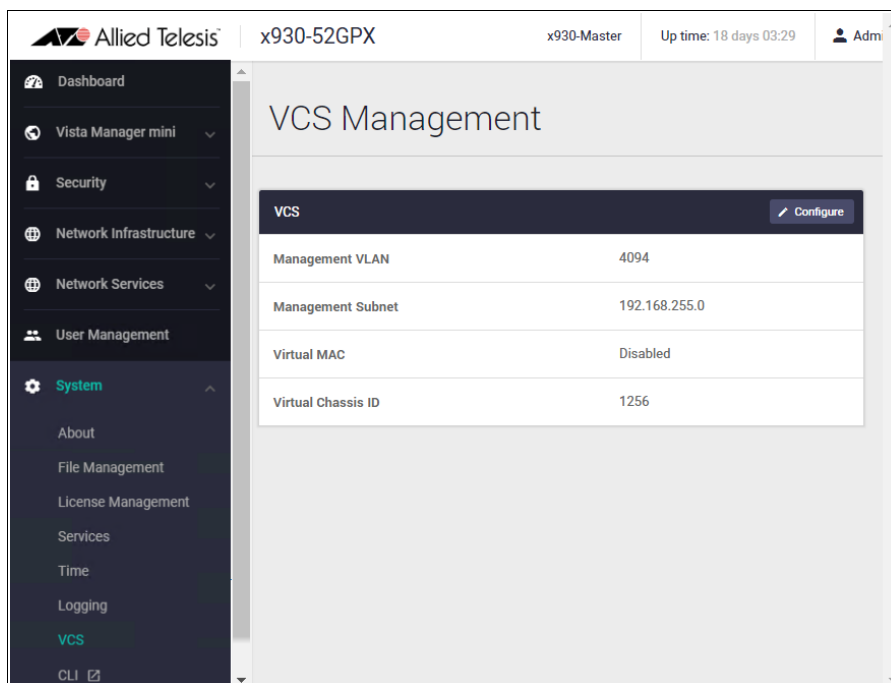 Allied Telesis
x930-52GPX
x930-Master
Up time: 18 days 03:29
Admi
Dashboard
Vista Manager mini
Security
Network Infrastructure
Network Services
User Management
System
About
File Management
License Management
Services
Time
Logging
VCS
CLI
VCS Management
VCS
Configure
Management VLAN 4094
Management Subnet 192.168.255.0
Virtual MAC Disabled
Virtual Chassis ID 1256